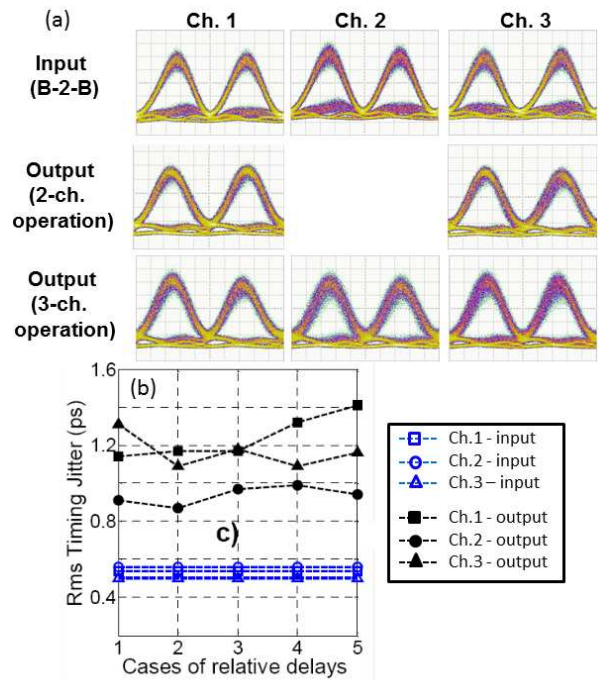 (a)
Ch. 1 Ch. 2 Ch. 3
Input
(B-2-B)
Output
(2-ch.
operation)
Output
(3-ch.
operation)
(b)
c)
Rms Timing Jitter (ps)
1.6
1.2
0.8
0.4
1 2 3 4 5
Cases of relative delays
Ch.1 - input
Ch.2 - input
Ch.3 – input
Ch.1 - output
Ch.2 - output
Ch.3 - output